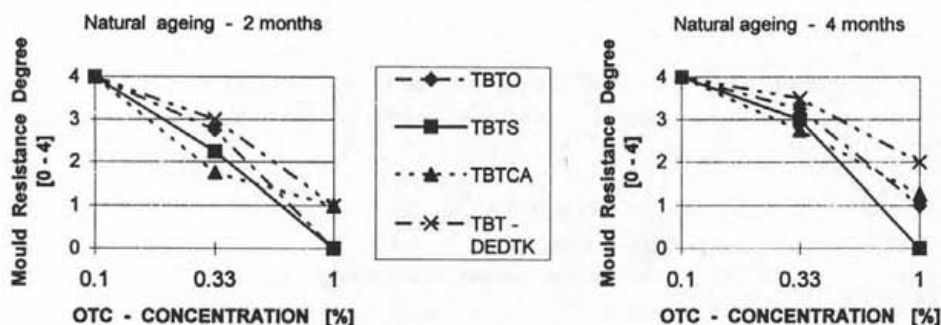 Natural ageing - 2 months
Mould Resistance Degree
[0 - 4]
4
3
2
1
0
0.1 0.33 1
OTC - CONCENTRATION [%]
TBTO
TBTS
TBTCA
TBT -
DEDTK
Natural ageing - 4 months
Mould Resistance Degree
[0 - 4]
4
3
2
1
0
0.1 0.33 1
OTC - CONCENTRATION [%]